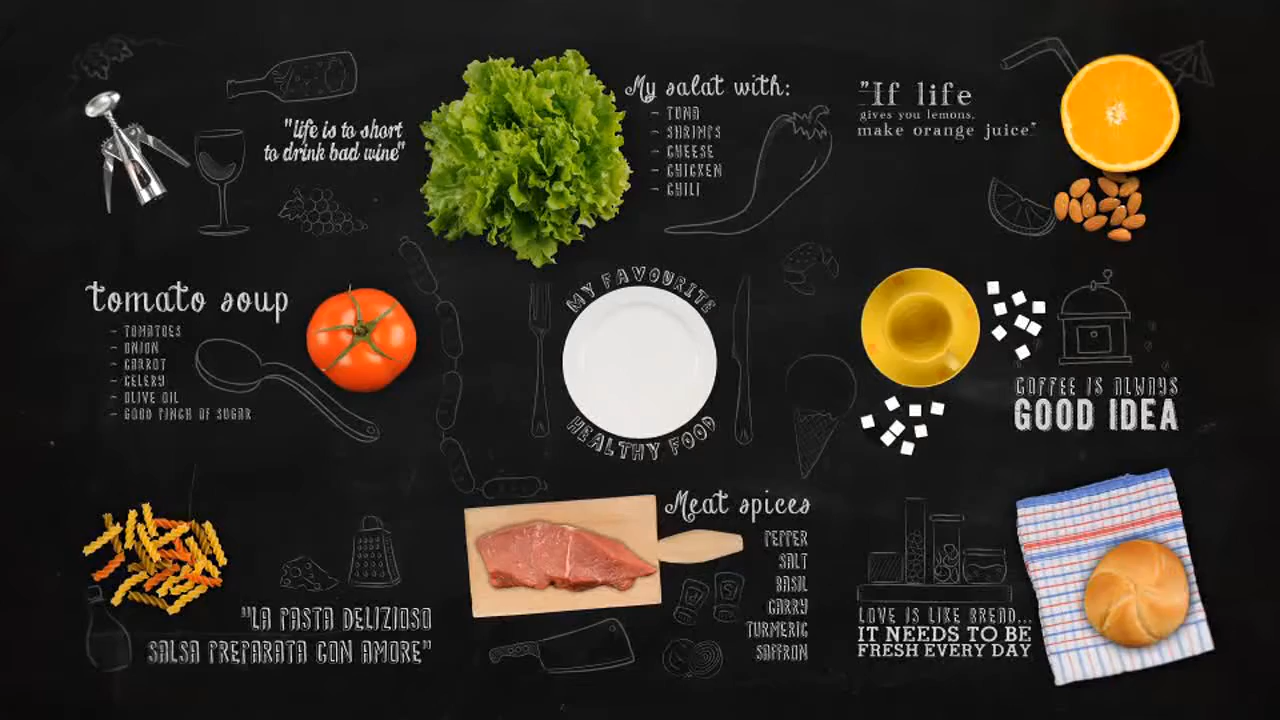 "life is to short
to drink bad wine"
My salat with:
- TUNA
- SHRIMPS
- CHEESE
- CHICKEN
- CHILI
"If life
gives you lemons,
make orange juice"
tomato soup
- TOMATOES
- ONION
- CARROT
- CELERY
- OLIVE OIL
- GOOD PINCH OF SUGAR
MY FAVOURITE
HEALTHY FOOD
COFFEE IS ALWAYS
GOOD IDEA
"LA PASTA DELIZIOSO
SALSA PREPARATA CON AMORE"
Meat spices
PEPPER
SALT
BASIL
CARRY
TURMERIC
SAFFRON
LOVE IS LIKE BREAD...
IT NEEDS TO BE
FRESH EVERY DAY